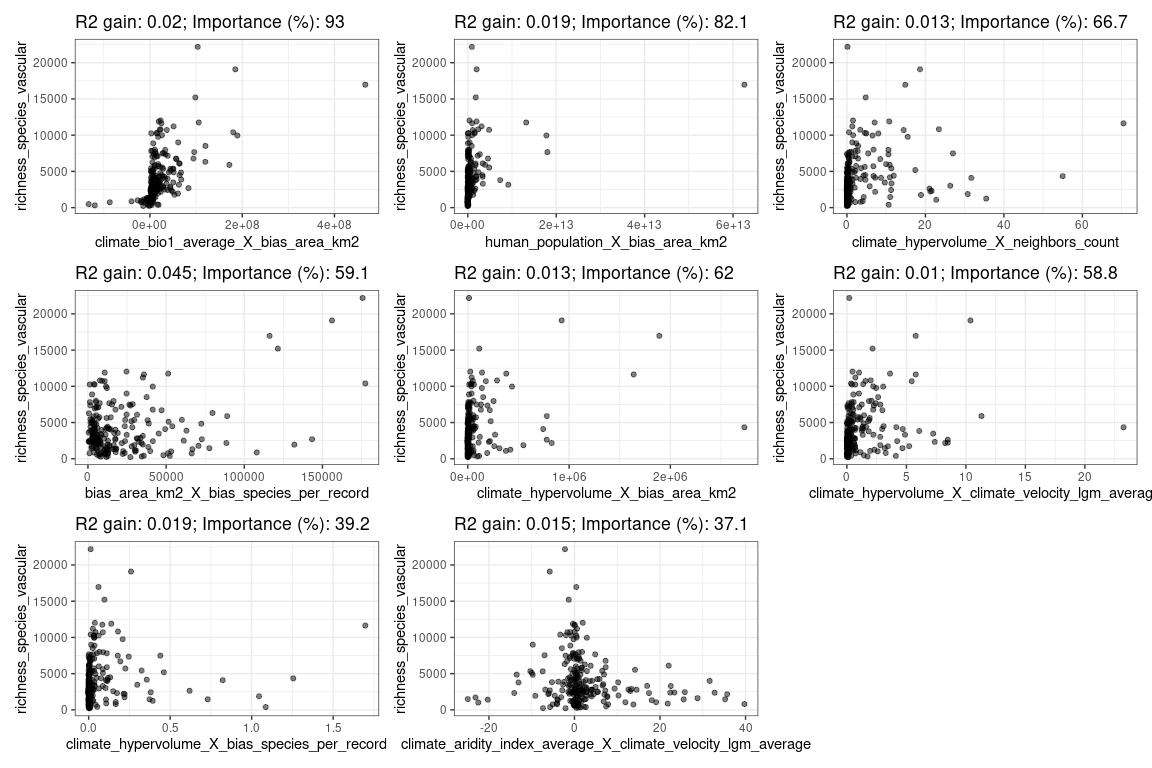 R2 gain: 0.02; Importance (%): 93
R2 gain: 0.019; Importance (%): 82.1
R2 gain: 0.013; Importance (%): 66.7
richness_species_vascular
20000
15000
10000
5000
0
0e+00
2e+08
4e+08
climate_bio1_average_X_bias_area_km2
richness_species_vascular
20000
15000
10000
5000
0
0e+00
2e+13
4e+13
6e+13
human_population_X_bias_area_km2
richness_species_vascular
20000
15000
10000
5000
0
0
20
40
60
climate_hypervolume_X_neighbors_count
R2 gain: 0.045; Importance (%): 59.1
R2 gain: 0.013; Importance (%): 62
R2 gain: 0.01; Importance (%): 58.8
richness_species_vascular
20000
15000
10000
5000
0
0
50000
100000
150000
bias_area_km2_X_bias_species_per_record
richness_species_vascular
20000
15000
10000
5000
0
0e+00
1e+06
2e+06
climate_hypervolume_X_bias_area_km2
richness_species_vascular
20000
15000
10000
5000
0
0
5
10
15
20
climate_hypervolume_X_climate_velocity_lgm_averag
R2 gain: 0.019; Importance (%): 39.2
R2 gain: 0.015; Importance (%): 37.1
richness_species_vascular
20000
15000
10000
5000
0
0.0
0.5
1.0
1.5
climate_hypervolume_X_bias_species_per_record
richness_species_vascular
20000
15000
10000
5000
0
-20
0
20
40
climate_aridity_index_average_X_climate_velocity_lgm_average